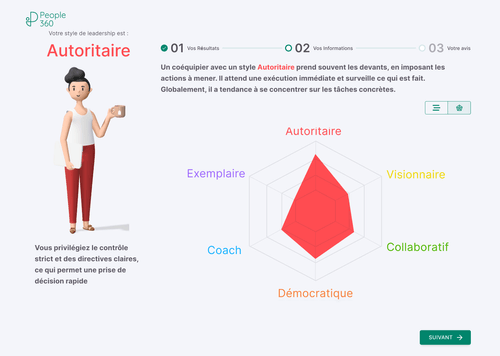 People
360
Votre style de leadership est :
Autoritaire
01 Vos Résultats
02 Vos Informations
03 Votre avis
Un coéquipier avec un style Autoritaire prend souvent les devants, en imposant les
actions à mener. Il attend une exécution immédiate et surveille ce qui est fait.
Globalement, il a tendance à se concentrer sur les tâches concrètes.
Autoritaire
Exemplaire
Visionnaire
Coach
Collaboratif
Démocratique
Vous privilégiez le contrôle
strict et des directives claires,
ce qui permet une prise de
décision rapide
SUIVANT